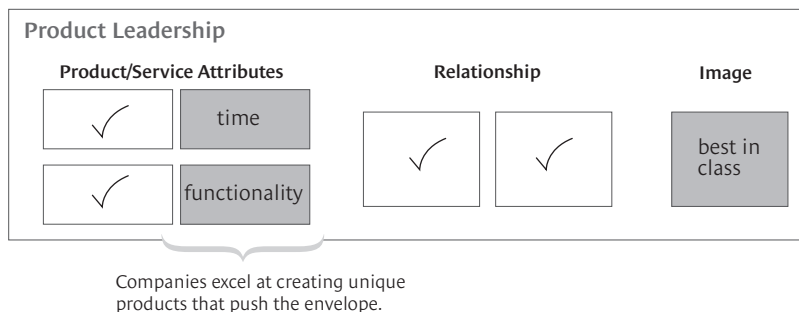 Product Leadership
Product/Service Attributes
Relationship
Image
time
functionality
best in
class
Companies excel at creating unique
products that push the envelope.